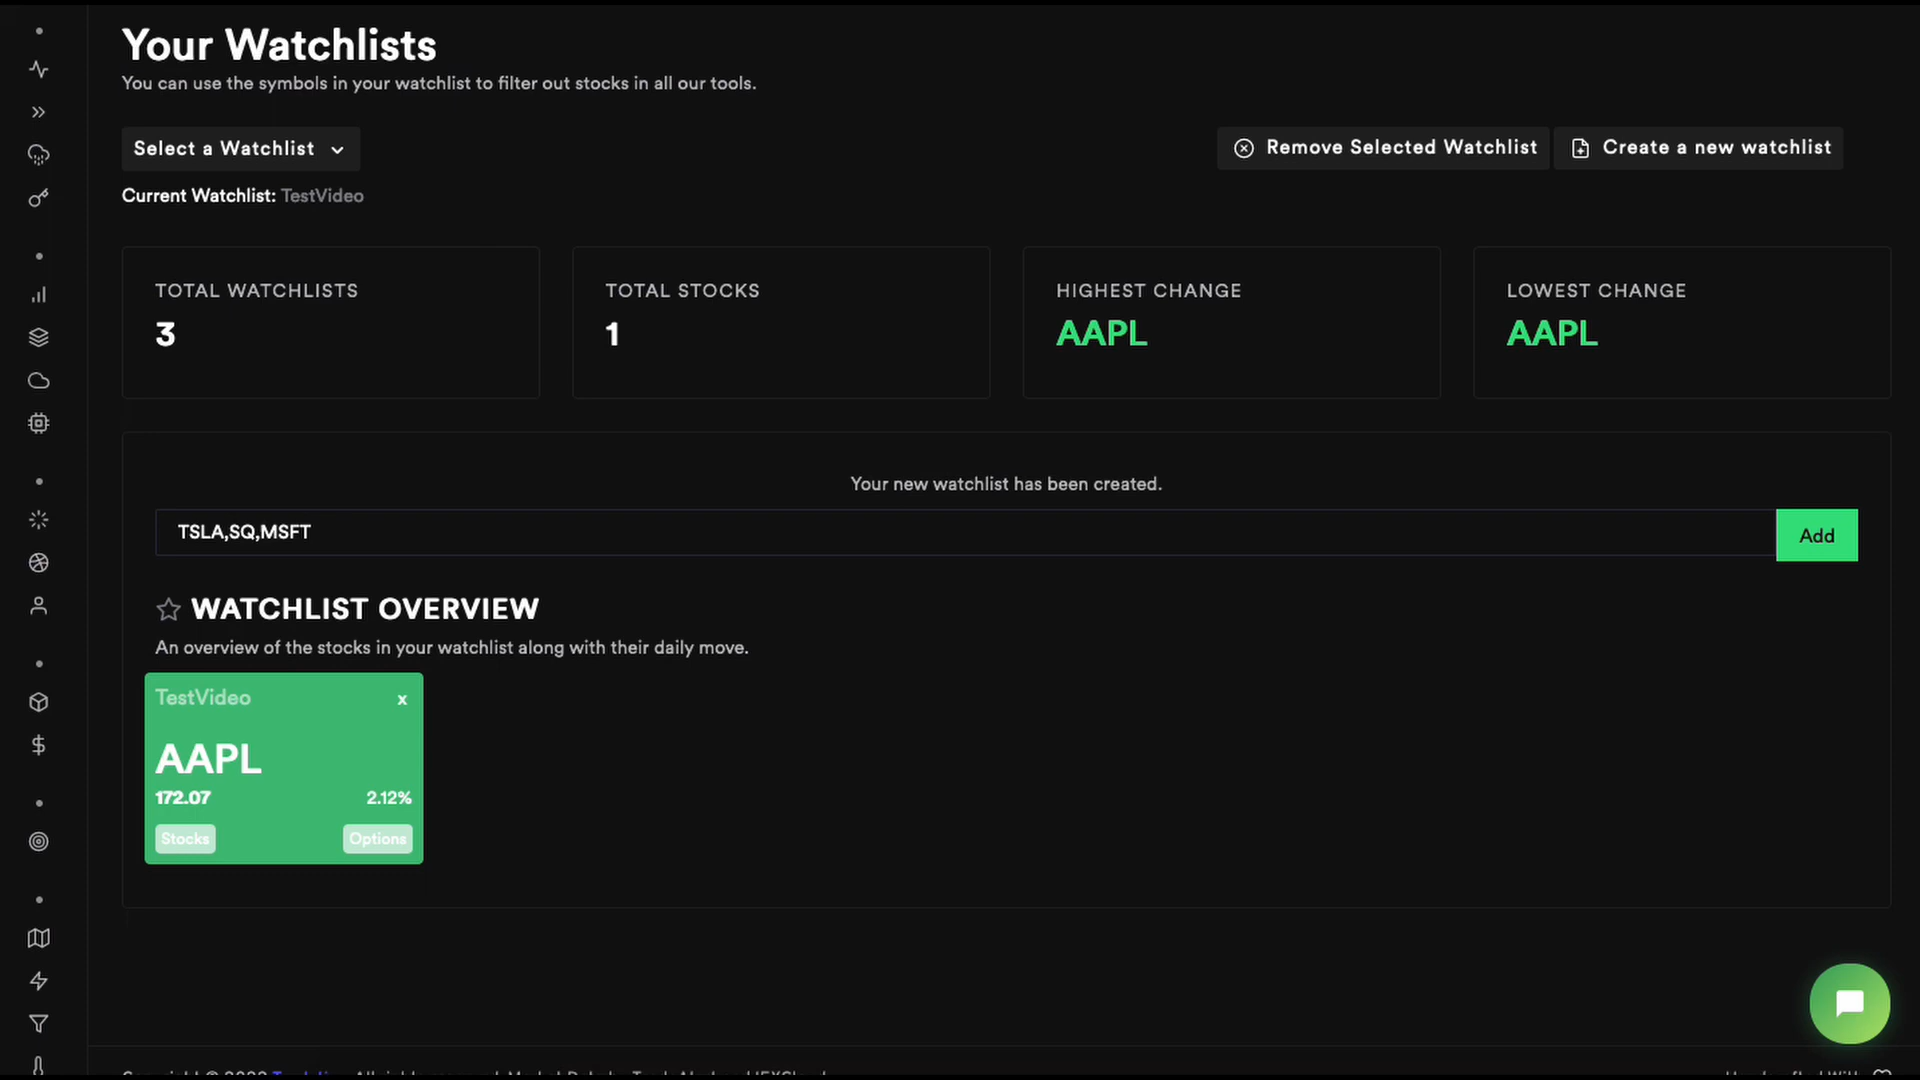 Your Watchlists
You can use the symbols in your watchlist to filter out stocks in all our tools.
Select a Watchlist
Remove Selected Watchlist
Create a new watchlist
Current Watchlist: TestVideo
TOTAL WATCHLISTS
3
TOTAL STOCKS
1
HIGHEST CHANGE
AAPL
LOWEST CHANGE
AAPL
Your new watchlist has been created.
TSLA,SQ,MSFT
Add
WATCHLIST OVERVIEW
An overview of the stocks in your watchlist along with their daily move.
TestVideo
x
AAPL
172.07
2.12%
Stocks
Options